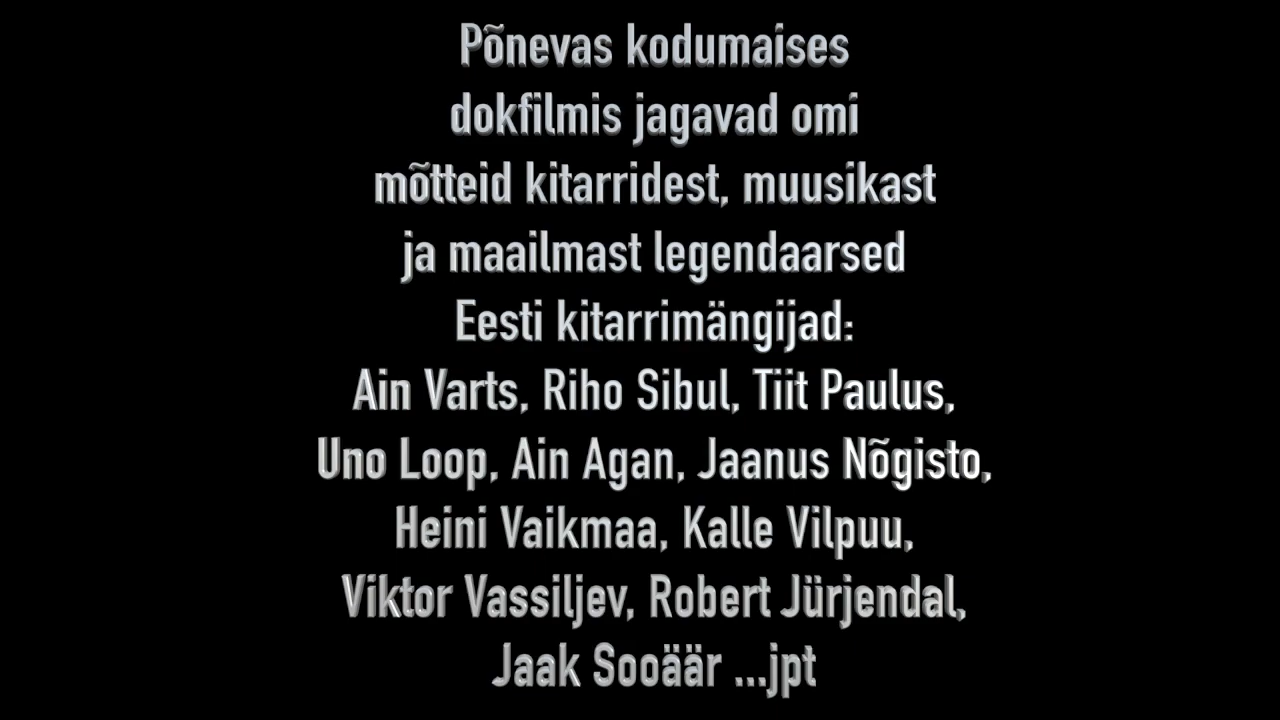 Põnevas kodumaises
dokfilmis jagavad omi
mõtteid kitarridest, muusikast
ja maailmast legendaarsed
Eesti kitarrimängijad:
Ain Varts, Riho Sibul, Tiit Paulus,
Uno Loop, Ain Agan, Jaanus Nõgisto,
Heini Vaikmaa, Kalle Vilpuu,
Viktor Vassiljev, Robert Jürjendal,
Jaak Sooäär ...jpt